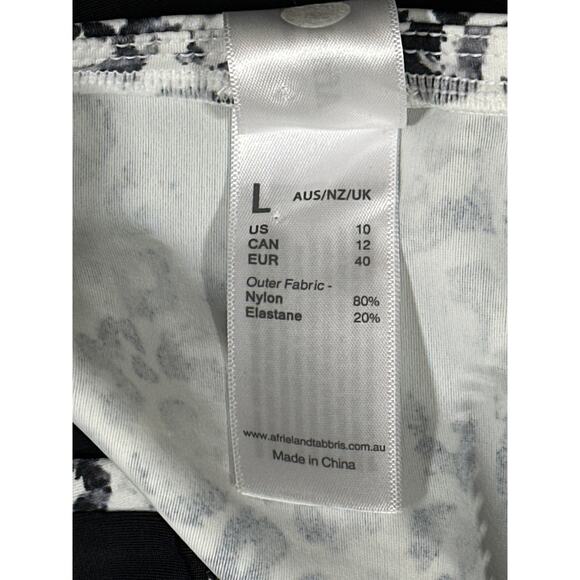 L AUS/NZ/UK
US 10
CAN 12
EUR 40
Outer Fabric -
Nylon 80%
Elastane 20%
www.afrielandtabbris.com.au
Made in China